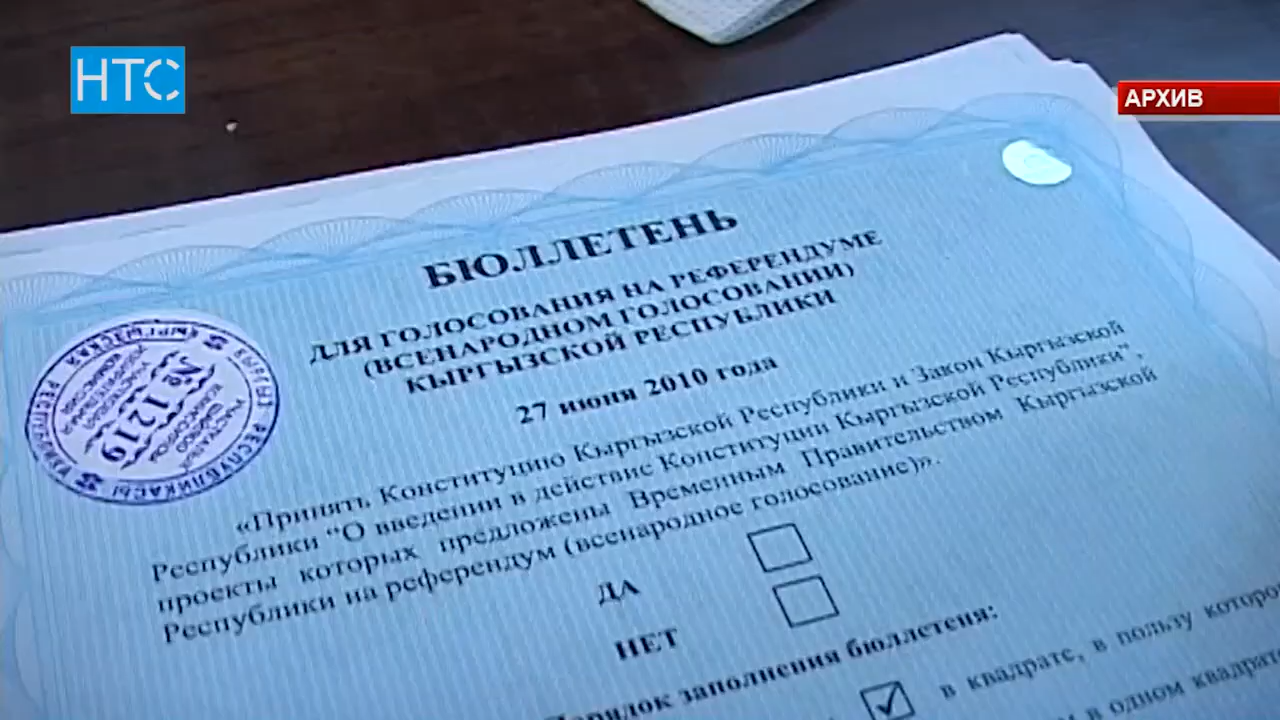 НТС
АРХИВ
БЮЛЛЕТЕНЬ
ДЛЯ ГОЛОСОВАНИЯ НА РЕФЕРЕНДУМЕ
(ВСЕНАРОДНОМ ГОЛОСОВАНИИ)
КЫРГЫЗСКОЙ РЕСПУБЛИКИ
27 июня 2010 года
№ 1219
«Принять Конституцию Кыргызской Республики и Закон Кыргызской
Республики “О введении в действие Конституции Кыргызской Республики”,
проекты которых предложены Временным Правительством Кыргызской
Республики на референдум (всенародное голосование)».
ДА
НЕТ
Порядок заполнения бюллетеня:
в квадрате, в пользу которо
в одном квадрат